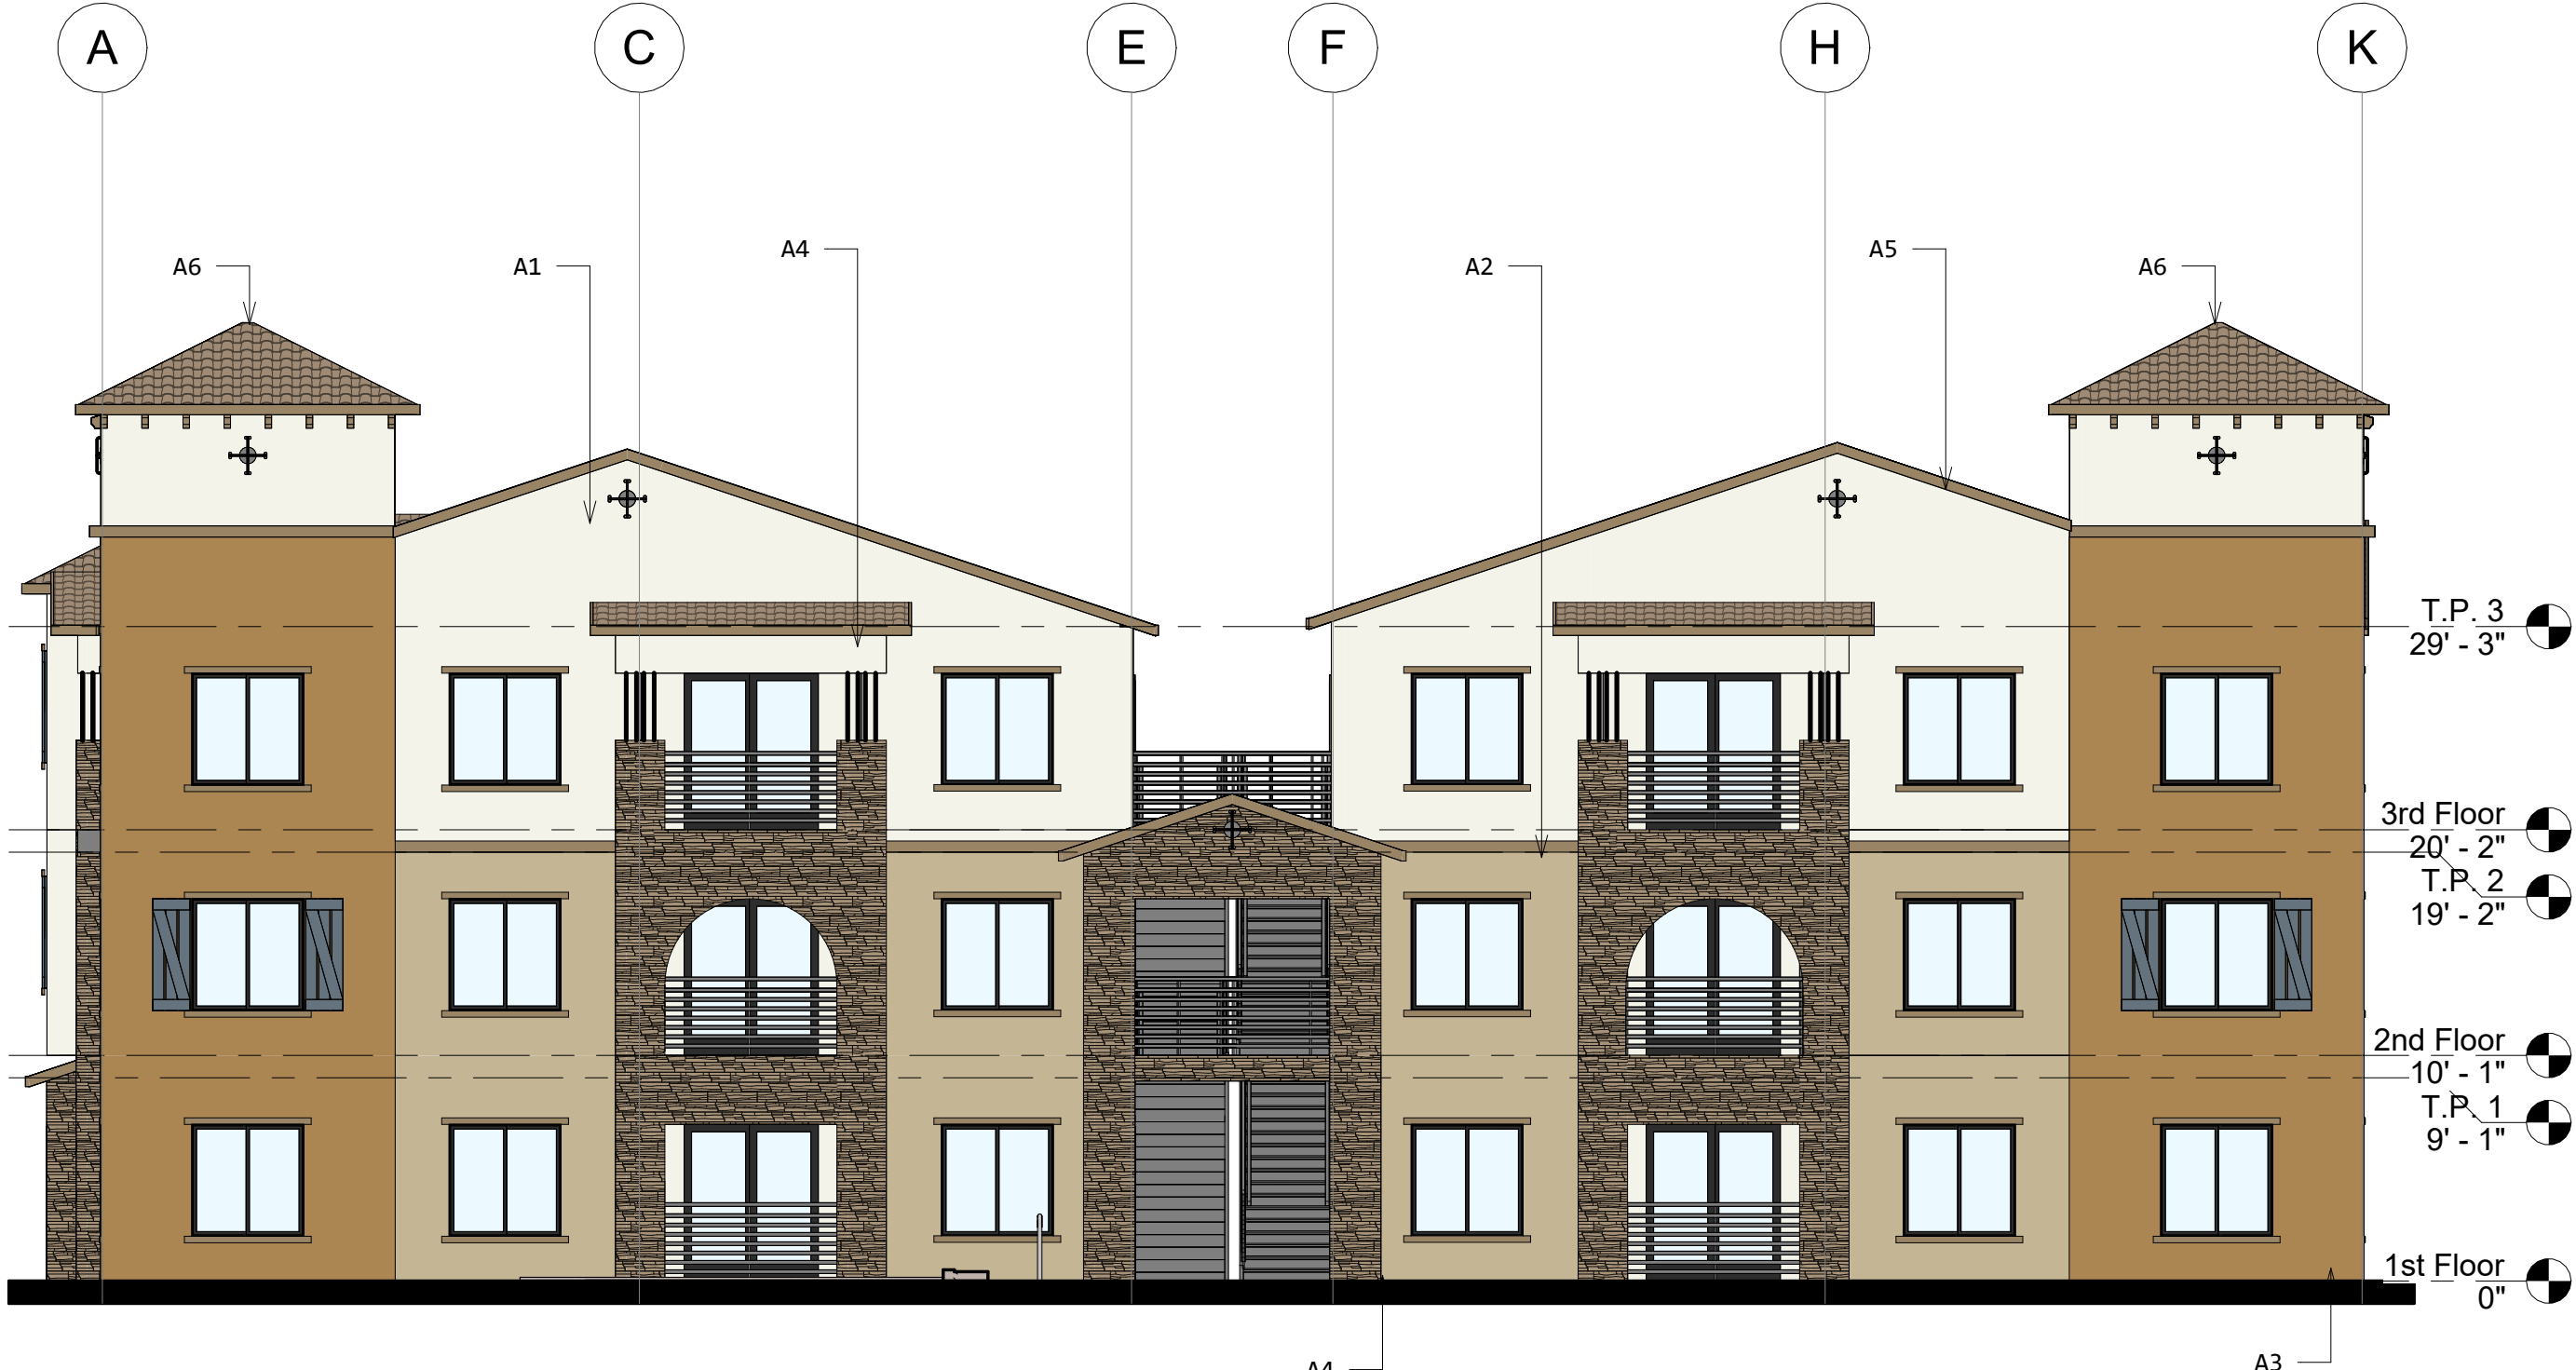 A C E F H K
A6 A1 A4 A2 A5 A6
T.P. 3
29' - 3"
3rd Floor
20' - 2"
T.P. 2
19' - 2"
2nd Floor
10' - 1"
T.P. 1
9' - 1"
1st Floor
0"
A4 A3